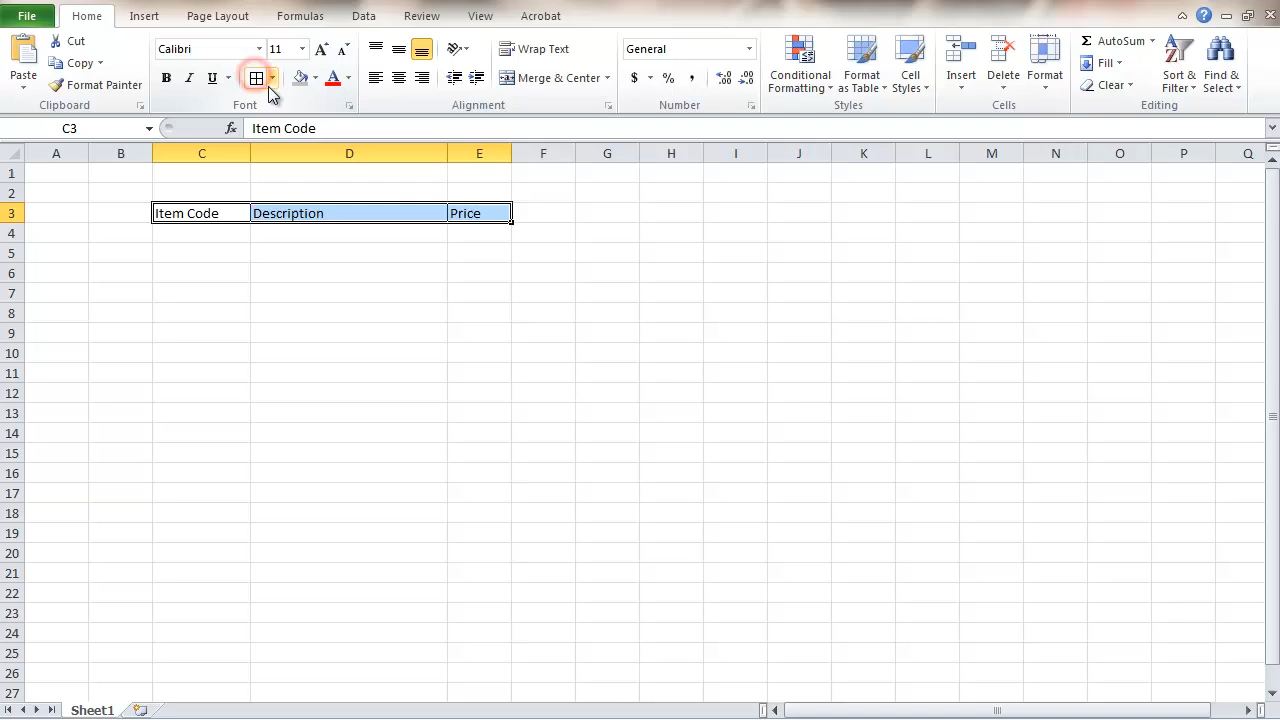 File Home Insert Page Layout Formulas Data Review View Acrobat
Paste
Cut
Copy
Format Painter
Clipboard
Calibri 11
B I U A
Font
Wrap Text
Merge & Center
Alignment
General
$ % ,
Number
Conditional Formatting
Format as Table
Cell Styles
Styles
Insert
Delete
Format
Cells
Σ AutoSum
Fill
Clear
Sort & Filter
Find & Select
Editing
C3 fx Item Code
A B C D E F G H I J K L M N O P Q
1
2
3 Item Code Description Price
4
5
6
7
8
9
10
11
12
13
14
15
16
17
18
19
20
21
22
23
24
25
26
27
Sheet1